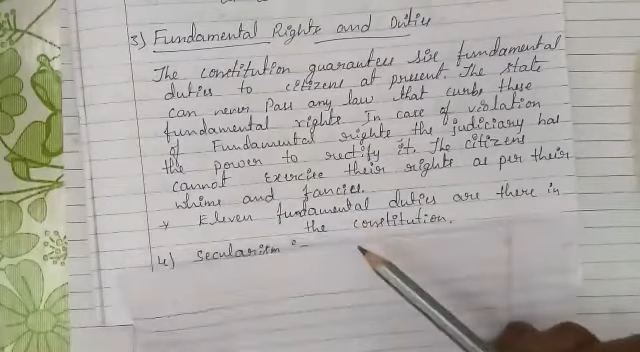 3) Fundamental Rights and Duties
The constitution guarantees six fundamental
duties to citizens at present. The state
can never Pass any law that curbs these
fundamental rights. In case of violation
of Fundamental rights, the judiciary has
the power to rectify it. The citizens
cannot Exercise their rights as per their
whims and fancies.
* Eleven fundamental duties are there in
the constitution.
4) Secularism :-